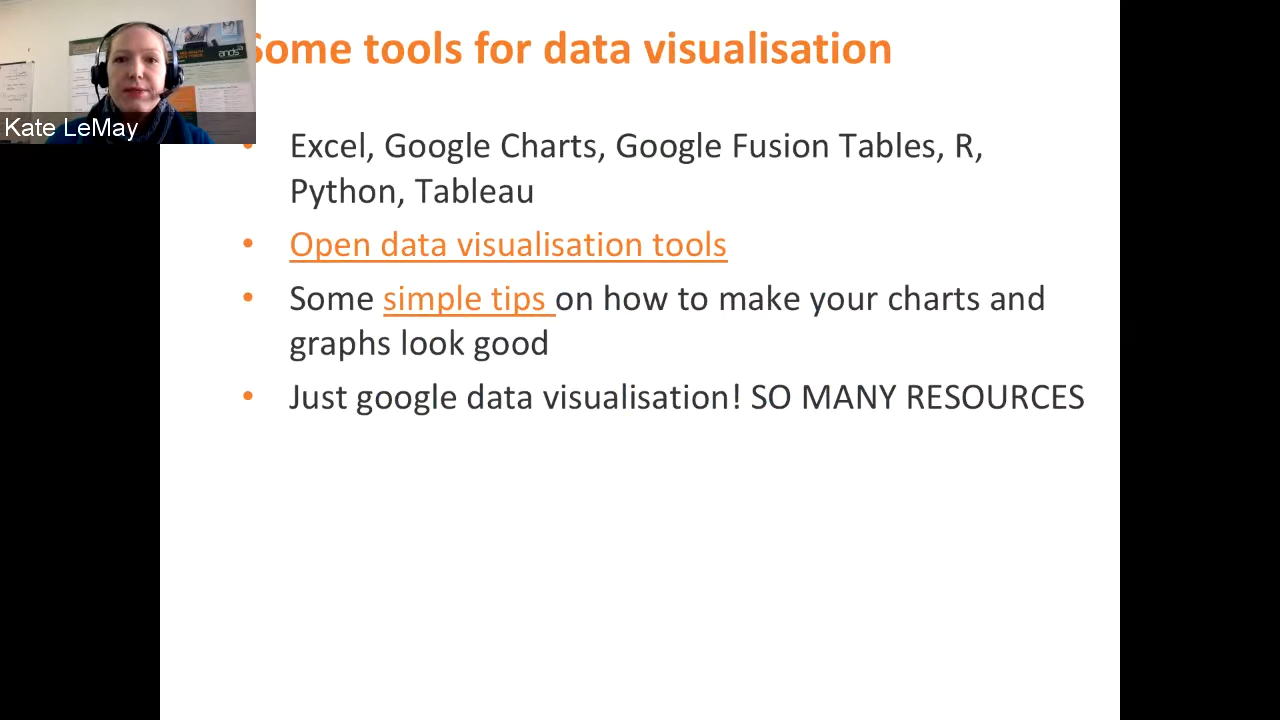 Some tools for data visualisation
ands
Kate LeMay
• Excel, Google Charts, Google Fusion Tables, R,
Python, Tableau
• Open data visualisation tools
• Some simple tips on how to make your charts and
graphs look good
• Just google data visualisation! SO MANY RESOURCES